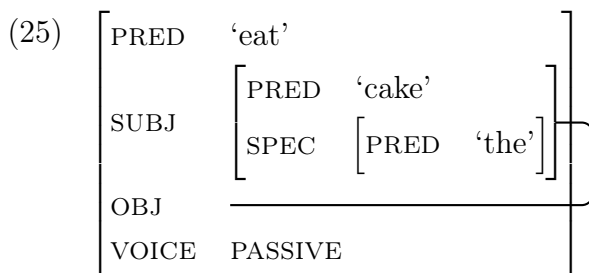 (25)
PRED ‘eat’
PRED ‘cake’
SUBJ
SPEC PRED ‘the’
OBJ
VOICE PASSIVE